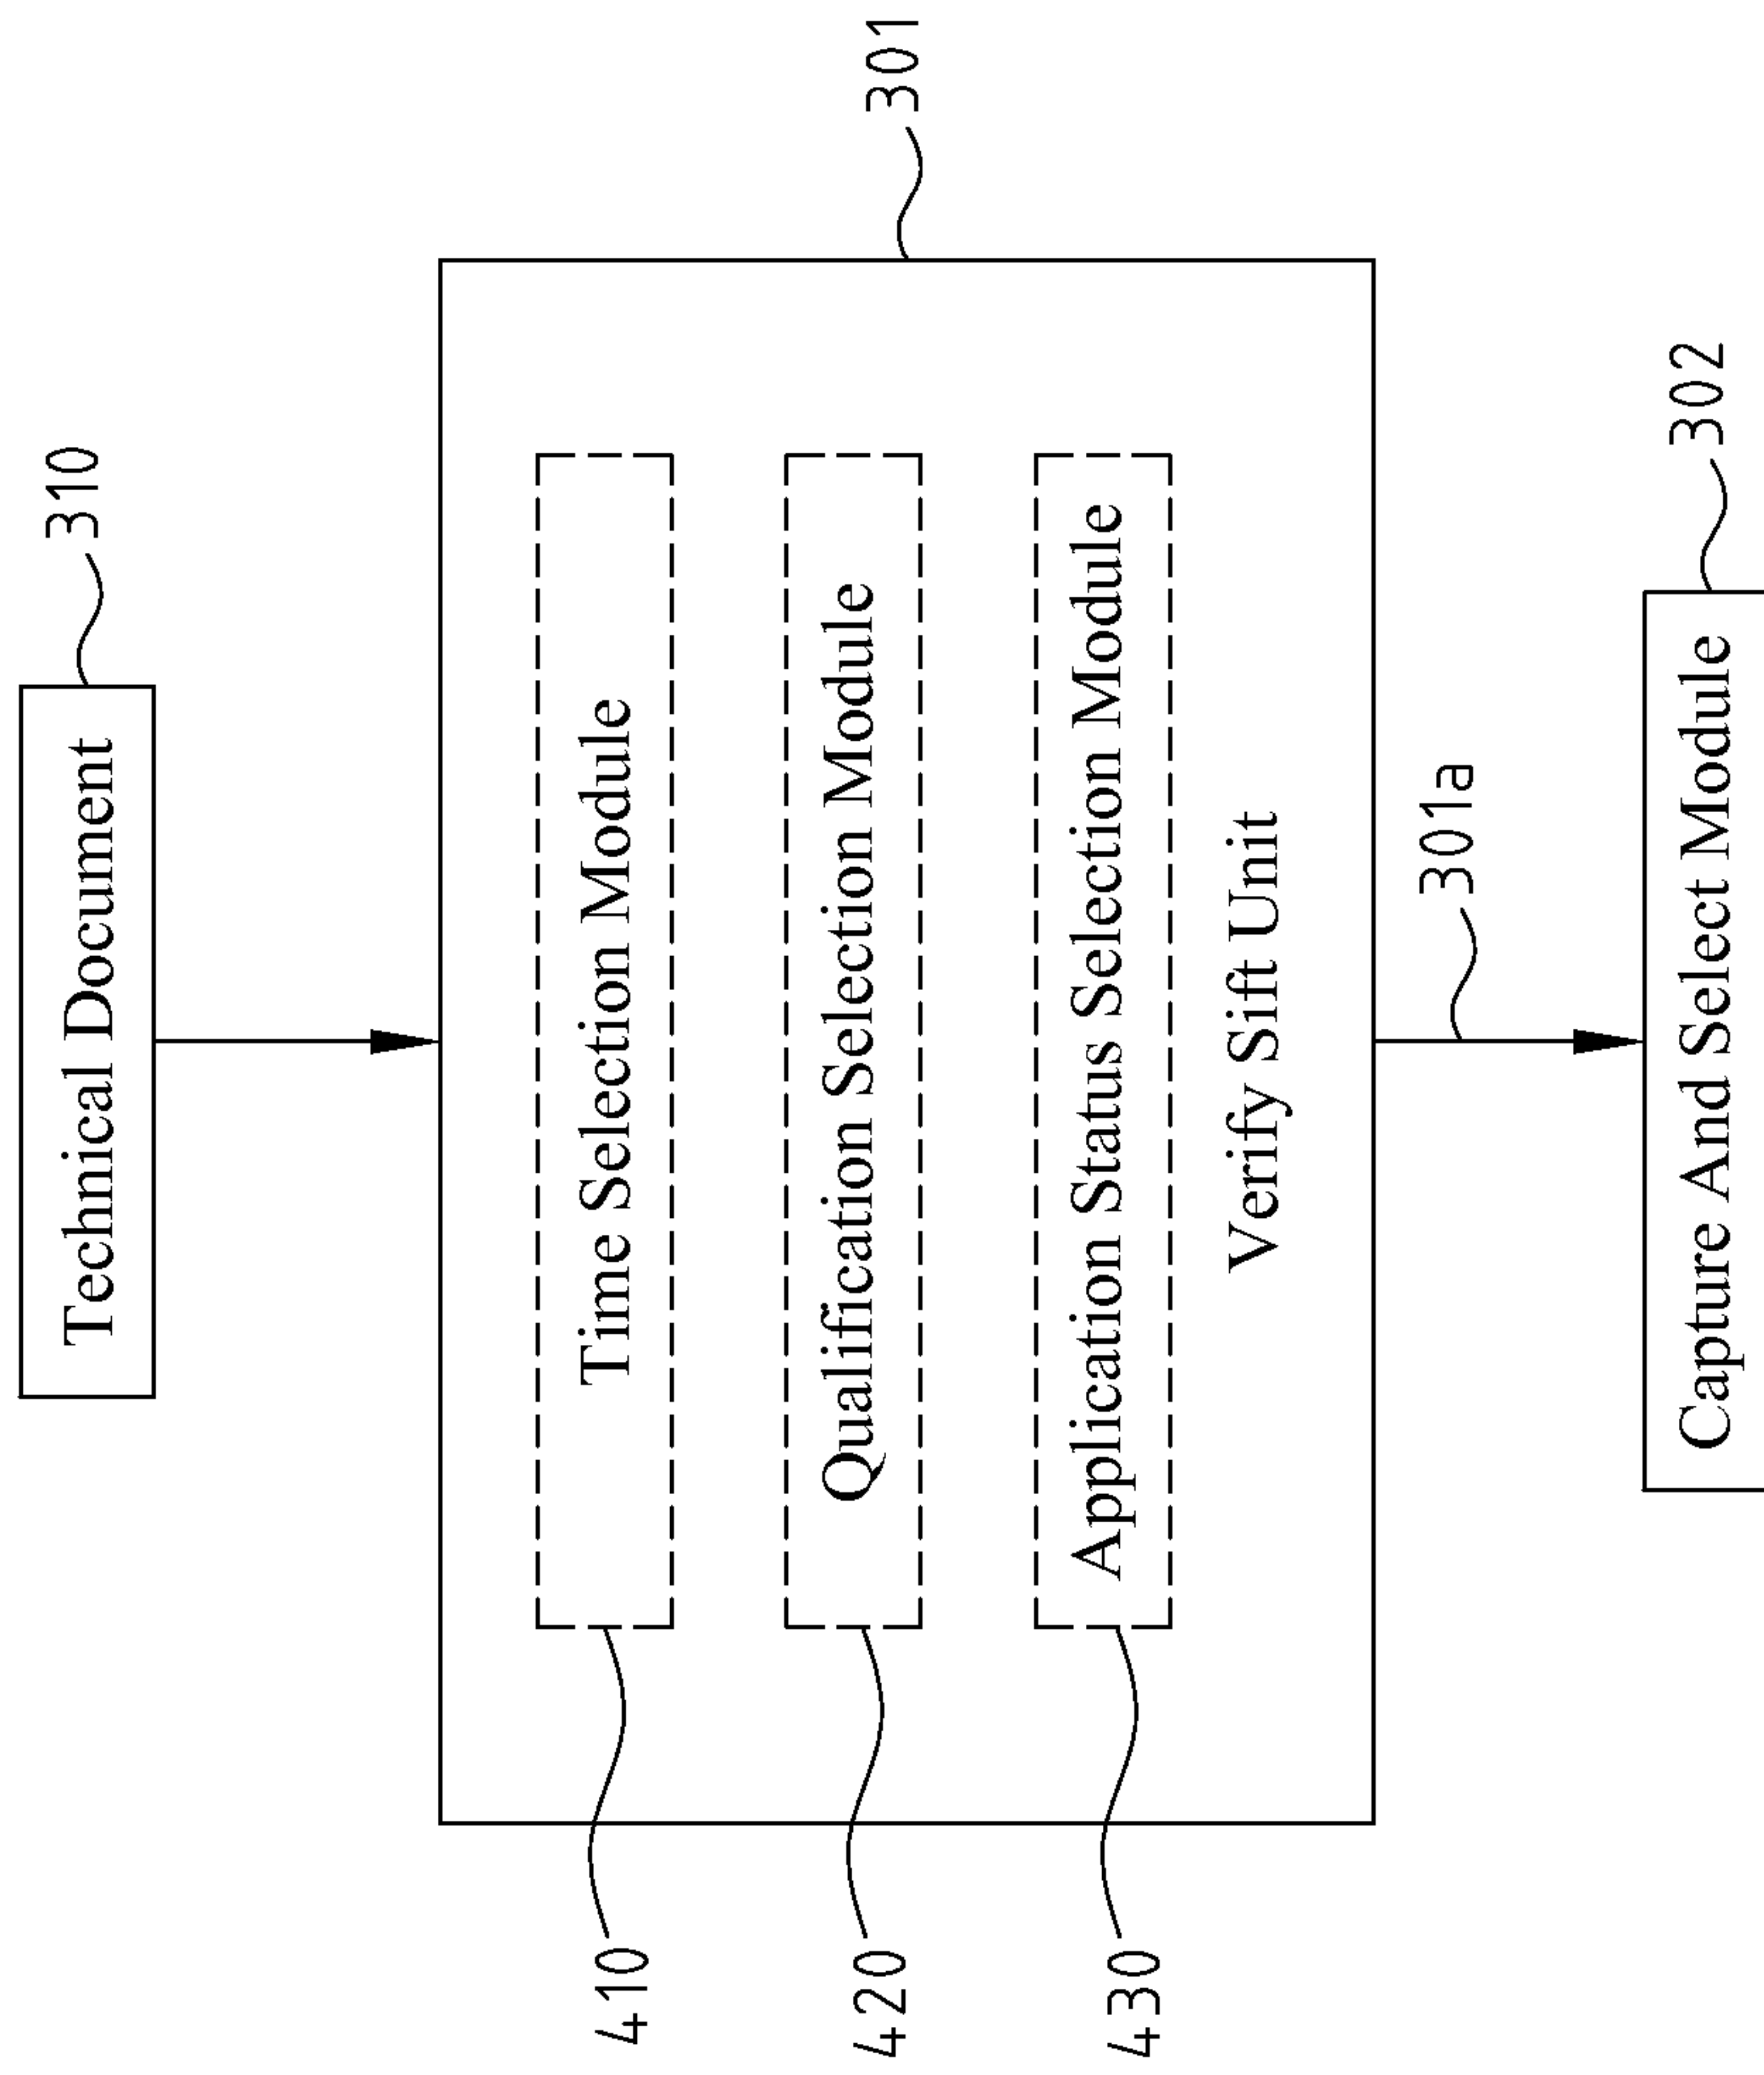 Technical Document
310
301
410
Time Selection Module
420
Qualification Selection Module
430
Application Status Selection Module
Verify Sift Unit
301a
302
Capture And Select Module